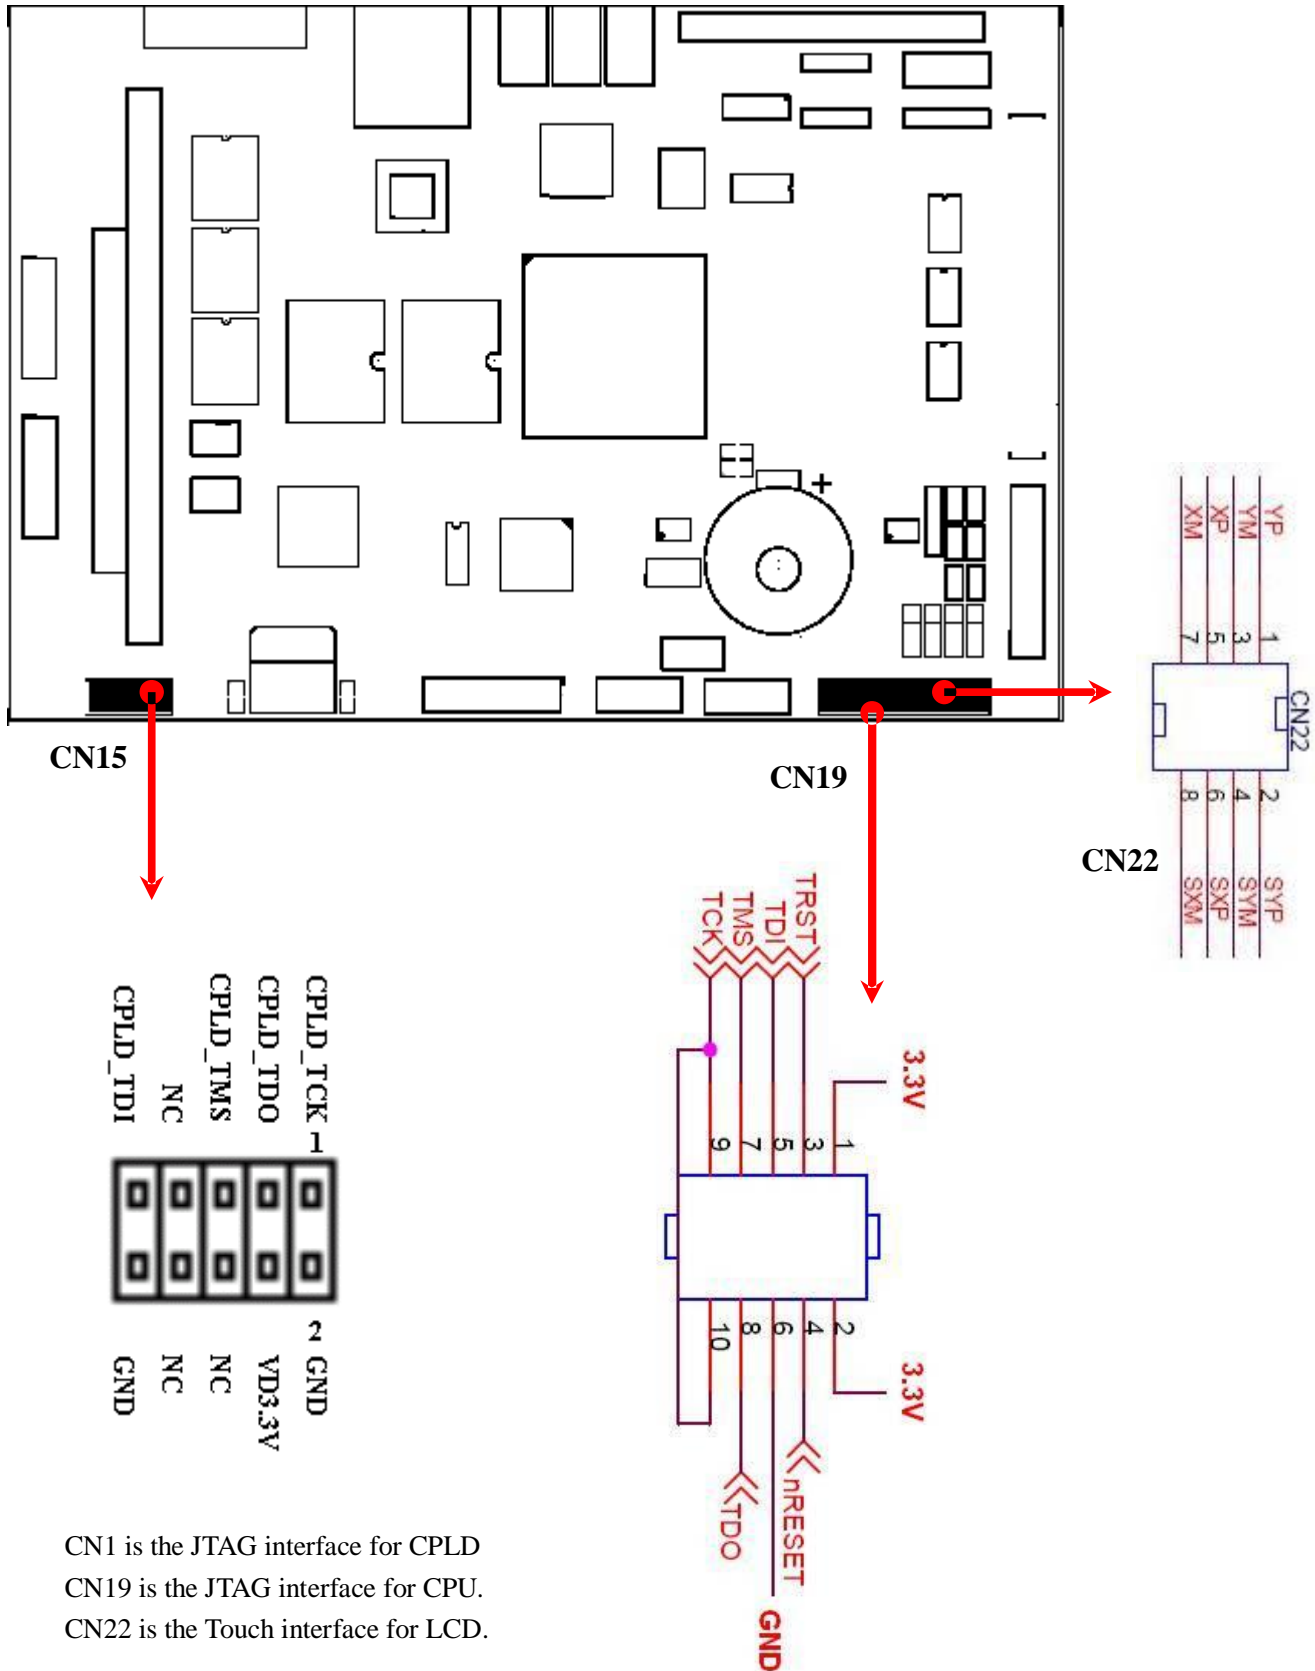 +
XM XP YM YP
7 5 3 1
CN22
8 6 4 2
SXM SXP SYM SYP
CN15
CN19
CN22
TCK TMS TDI TRST
3.3V
9 7 5 3 1
10 8 6 4 2
3.3V
TDO
nRESET
GND
CPLD_TDI NC CPLD_TMS CPLD_TDO CPLD_TCK
1
2
GND NC NC VD3.3V GND
CN1 is the JTAG interface for CPLD
CN19 is the JTAG interface for CPU.
CN22 is the Touch interface for LCD.